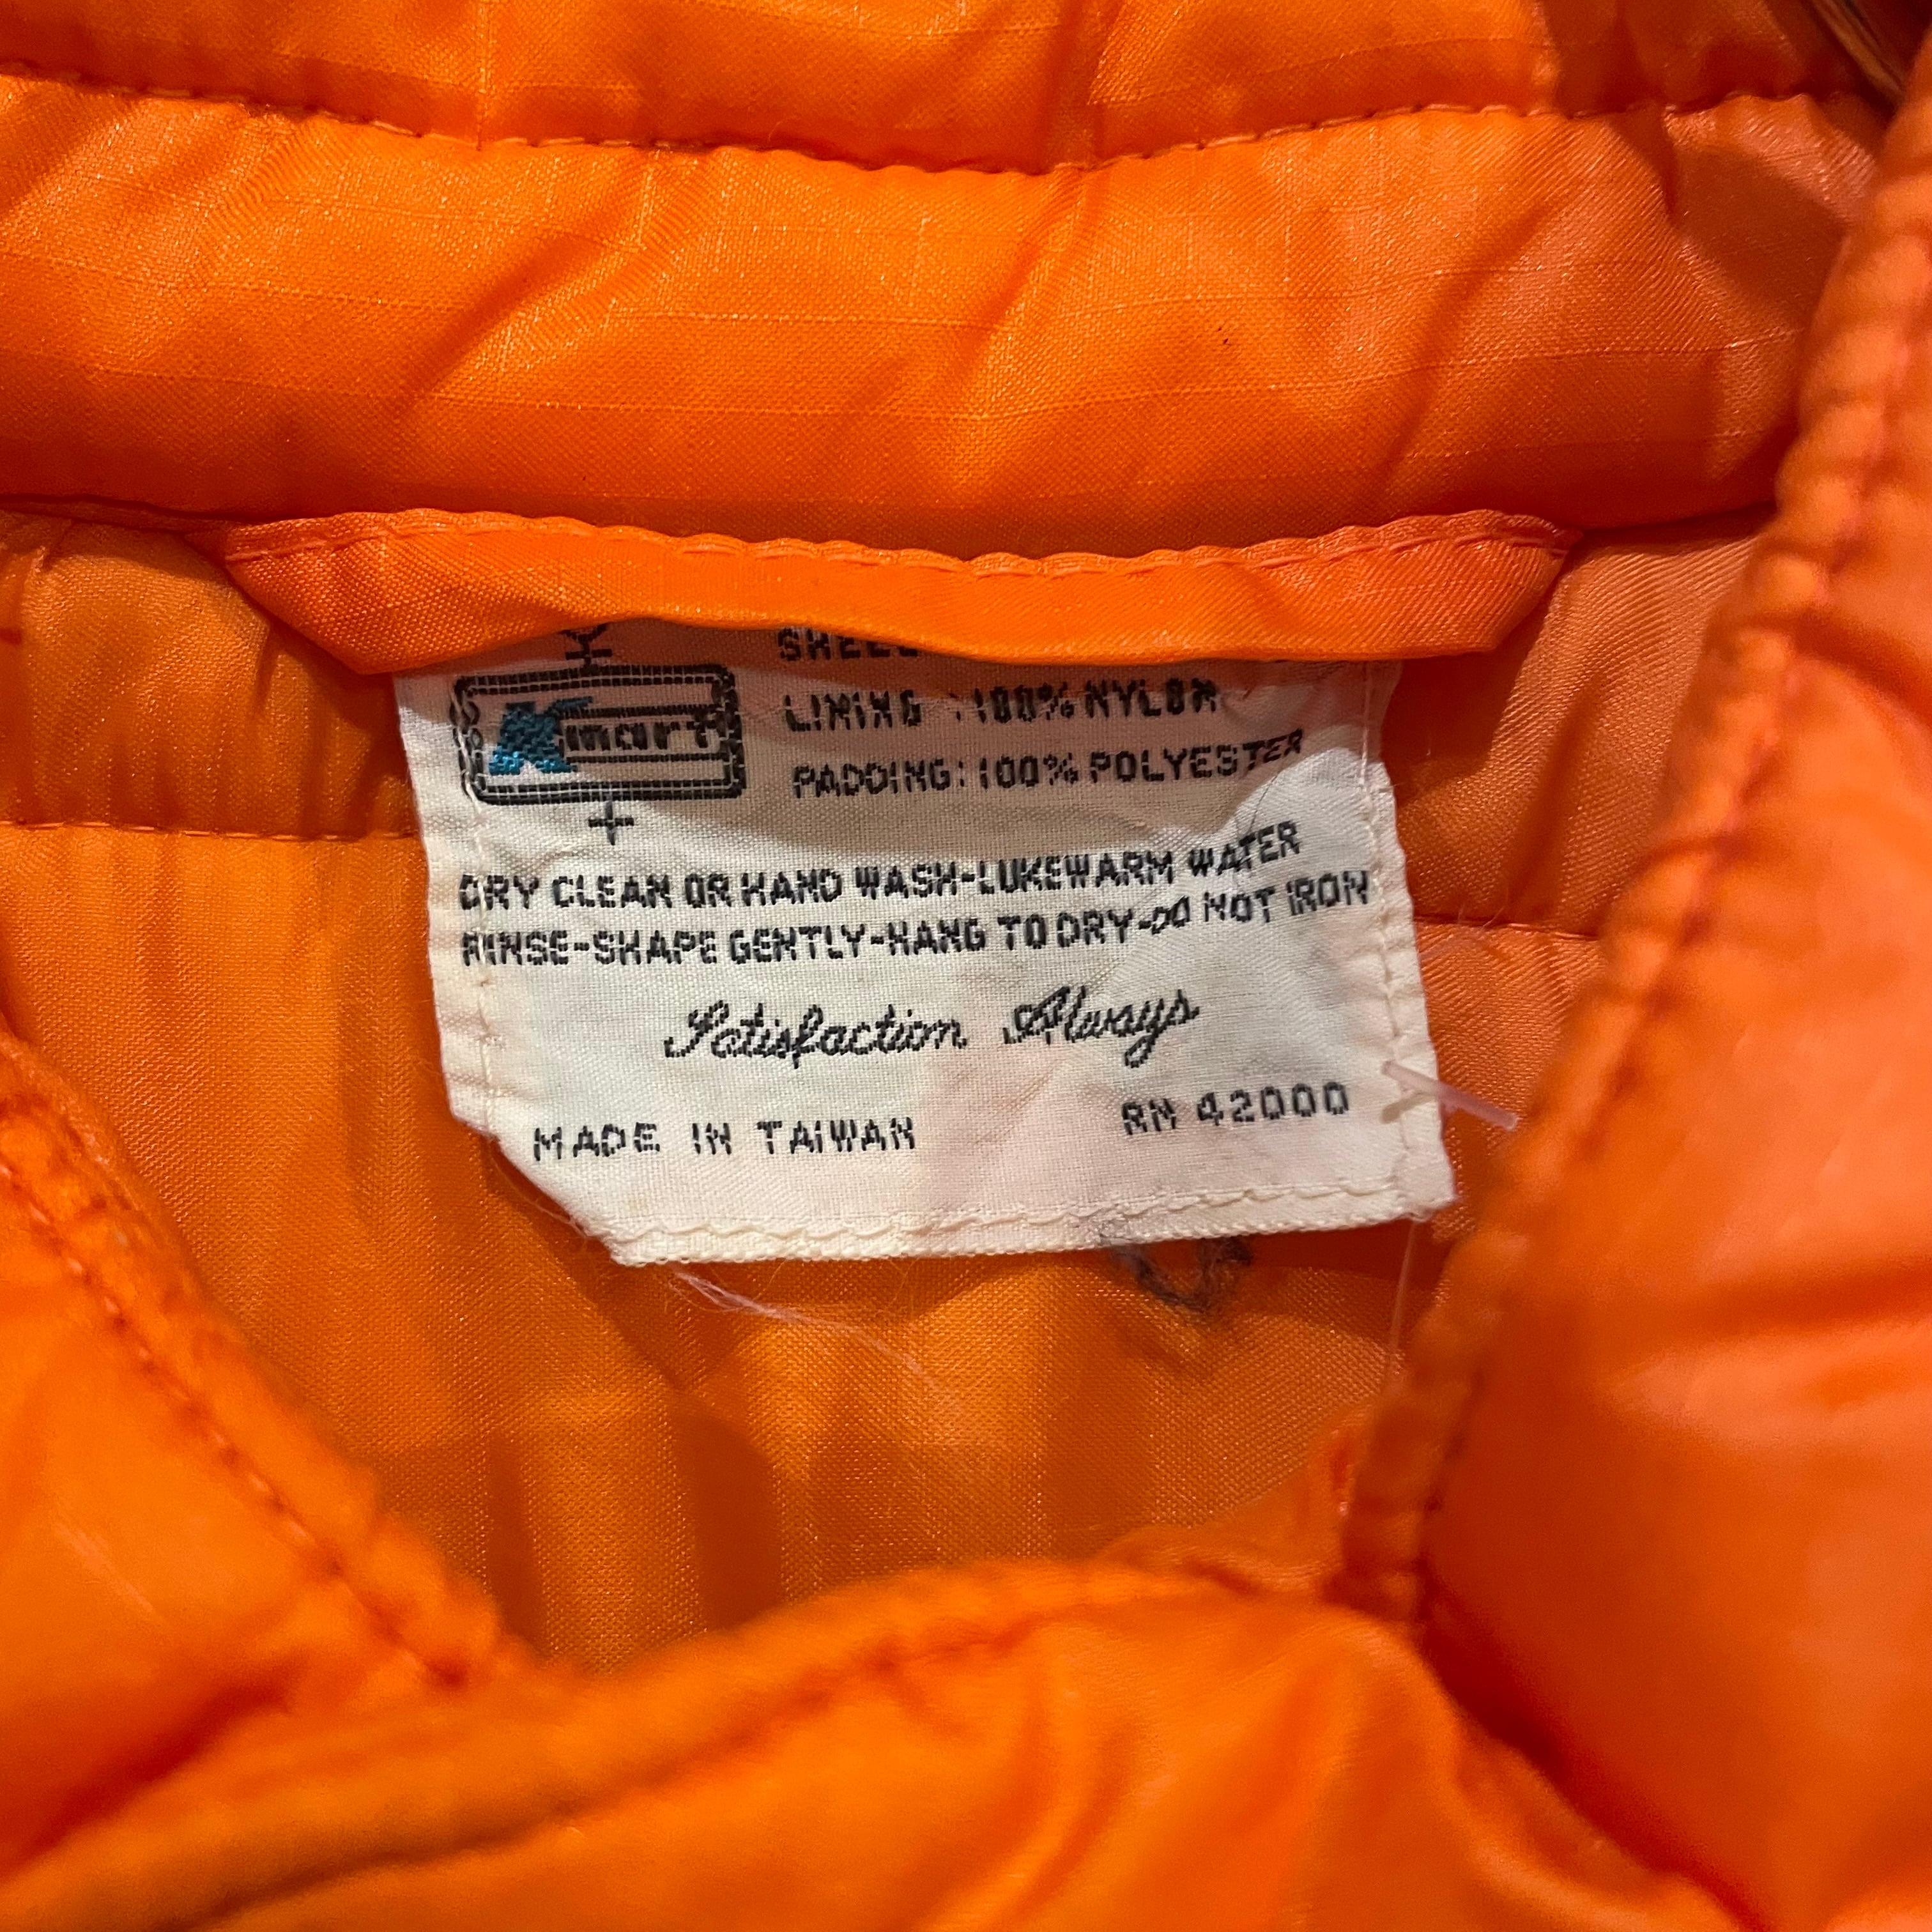 SHELL
LINING : 100% NYLON
Kmart
PADDING : 100% POLYESTER
DRY CLEAN OR HAND WASH-LUKEWARM WATER
RINSE-SHAPE GENTLY-HANG TO DRY-DO NOT IRON
Satisfaction Always
MADE IN TAIWAN RN 42000